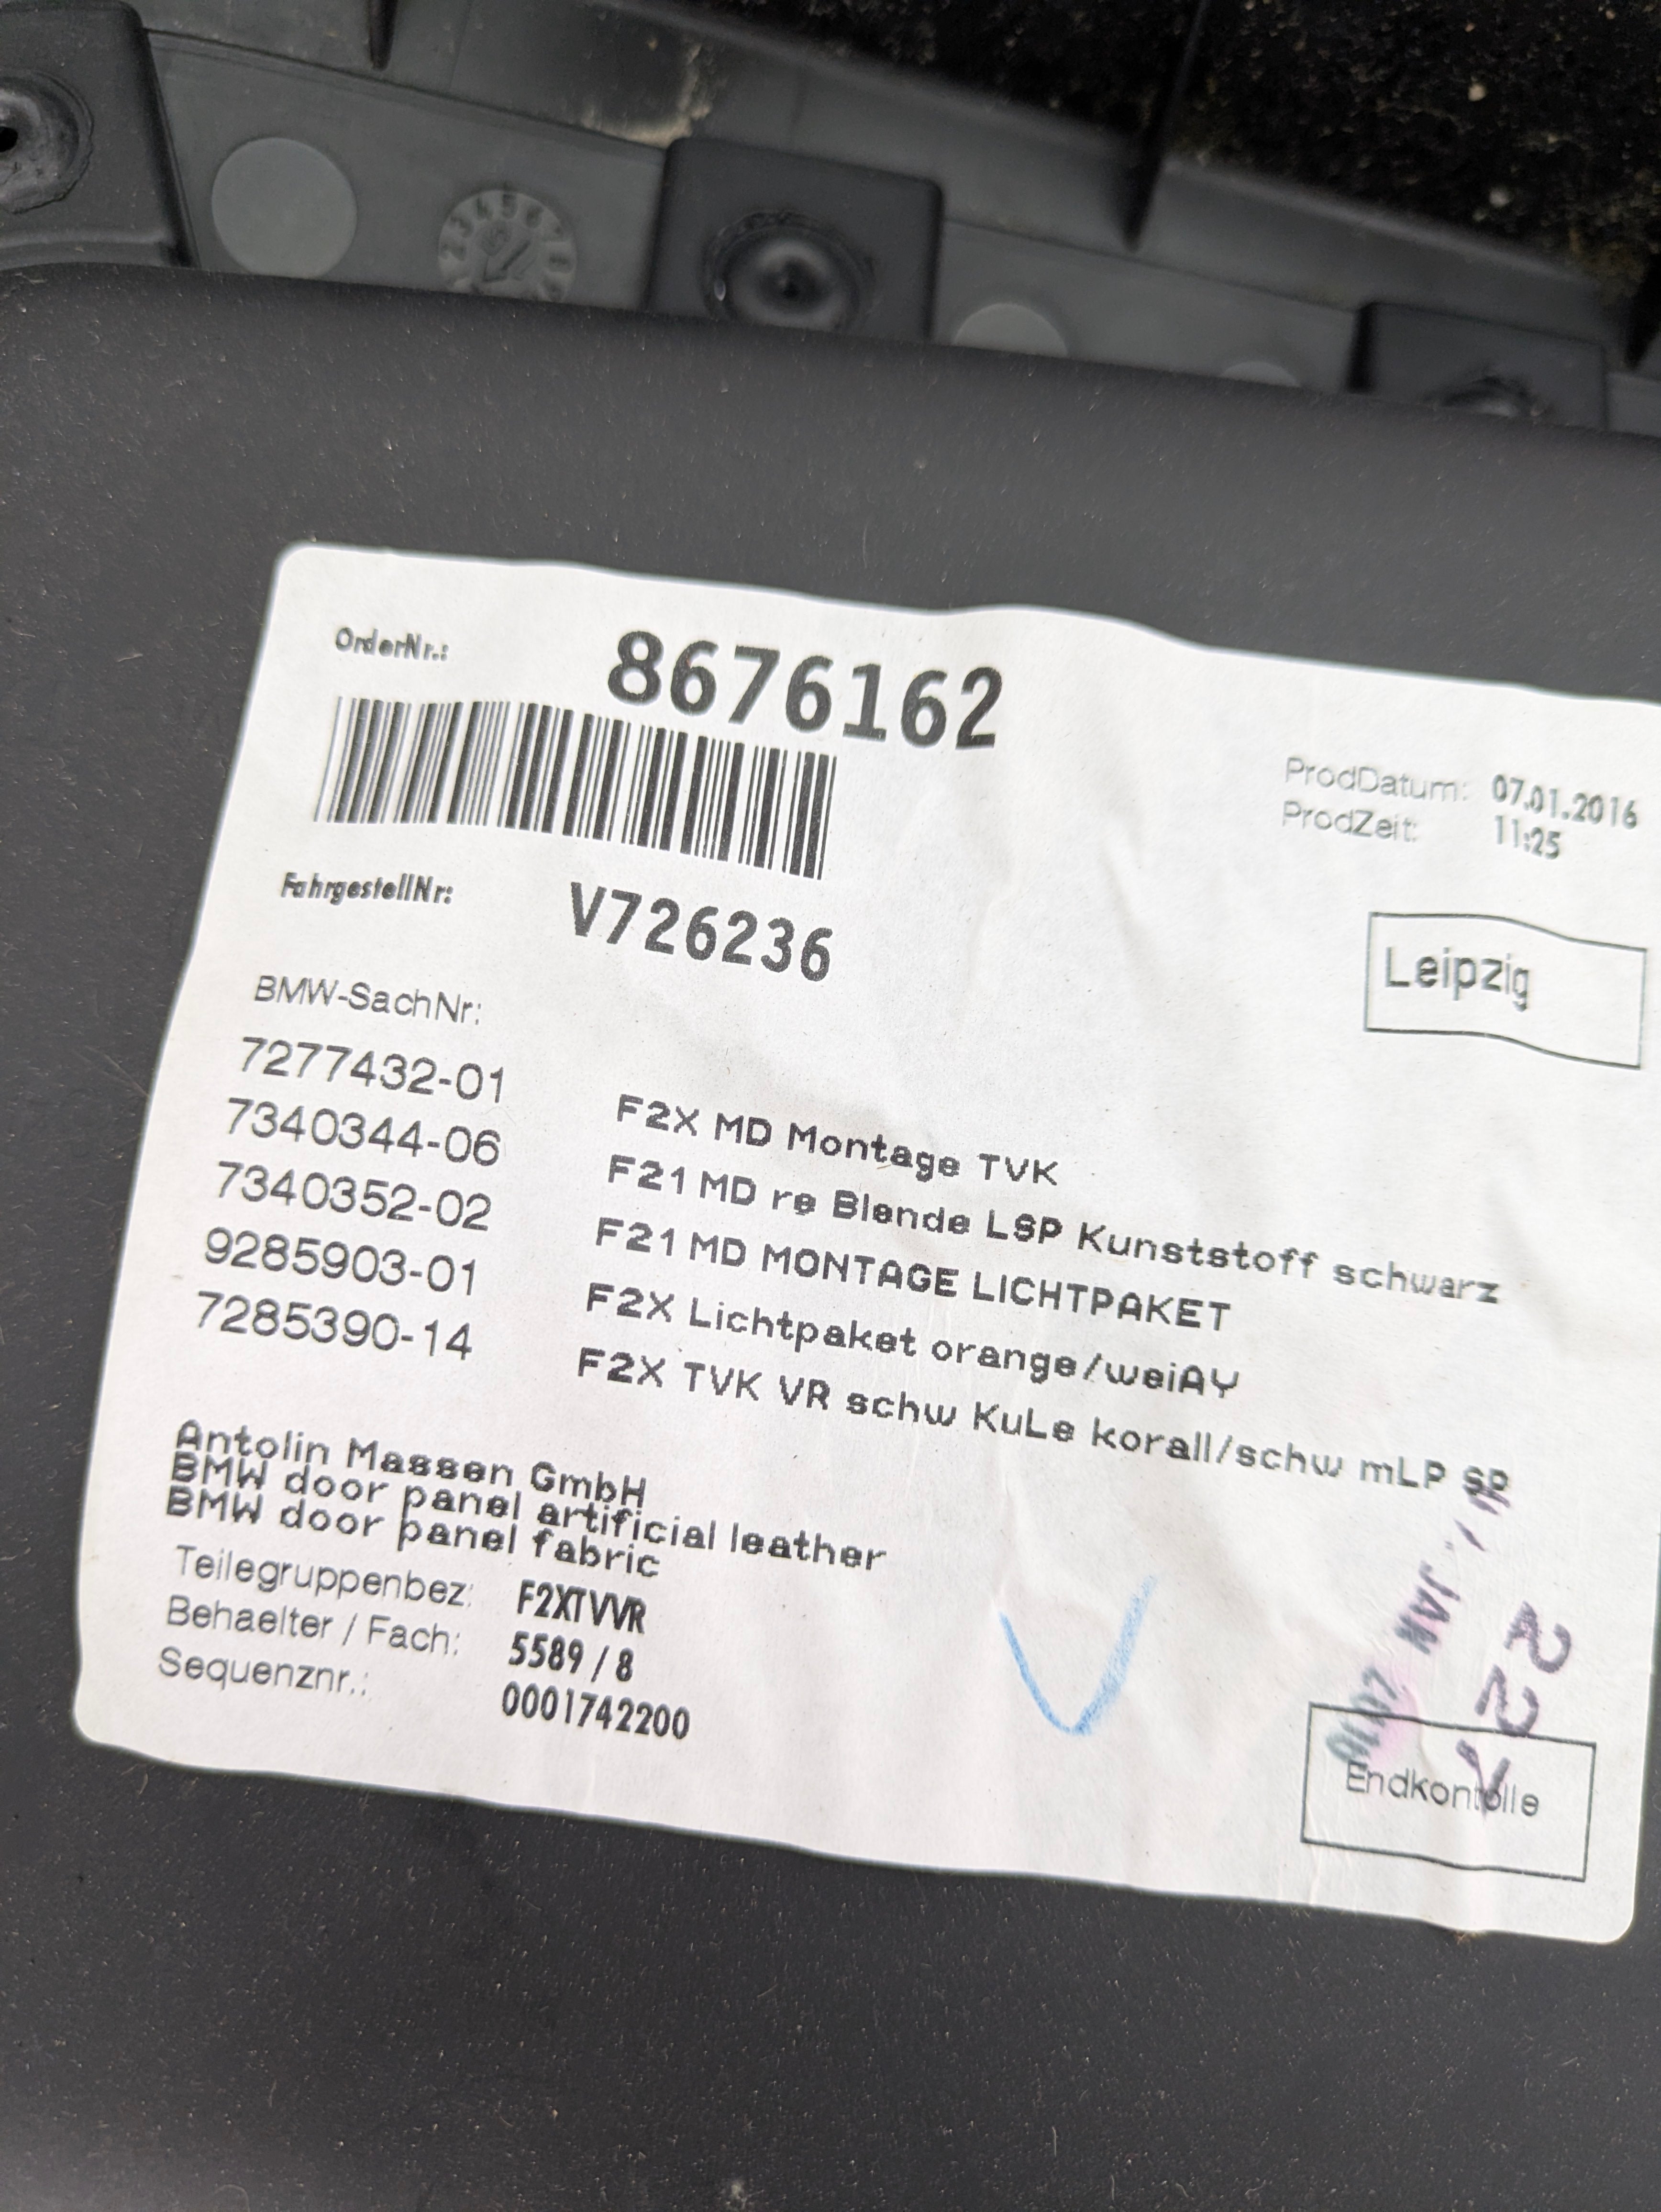 OrderNr.: 8676162
ProdDatum: 07.01.2016
ProdZeit: 11:25
FahrgestellNr: V726236
Leipzig
BMW-SachNr:
7277432-01 F2X MD Montage TVK
7340344-06 F21 MD re Blende LSP Kunststoff schwarz
7340352-02 F21 MD MONTAGE LICHTPAKET
9285903-01 F2X Lichtpaket orange/weiAY
7285390-14 F2X TVK VR schw KuLe korall/schw mLP SP
Antolin Massen GmbH
BMW door panel artificial leather
BMW door panel fabric
Teilegruppenbez: F2XTVVR
Behaelter / Fach: 5589 / 8
Sequenznr.: 0001742200
JAN
Endkontolle